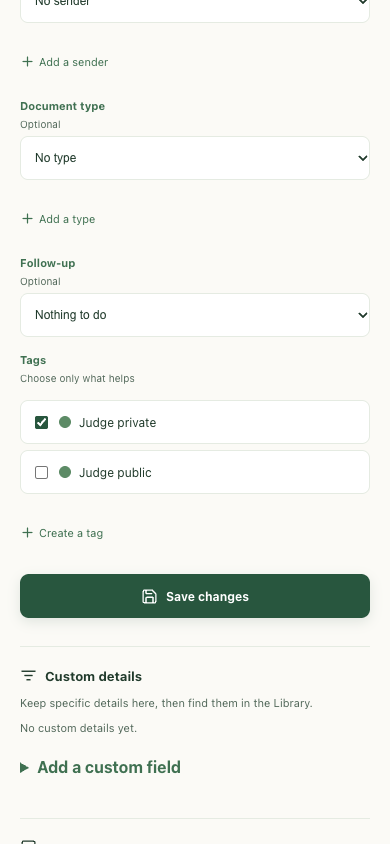 No sender
Add a sender
Document type
Optional
No type
Add a type
Follow-up
Optional
Nothing to do
Tags
Choose only what helps
Judge private
Judge public
Create a tag
Save changes
Custom details
Keep specific details here, then find them in the Library.
No custom details yet.
Add a custom field